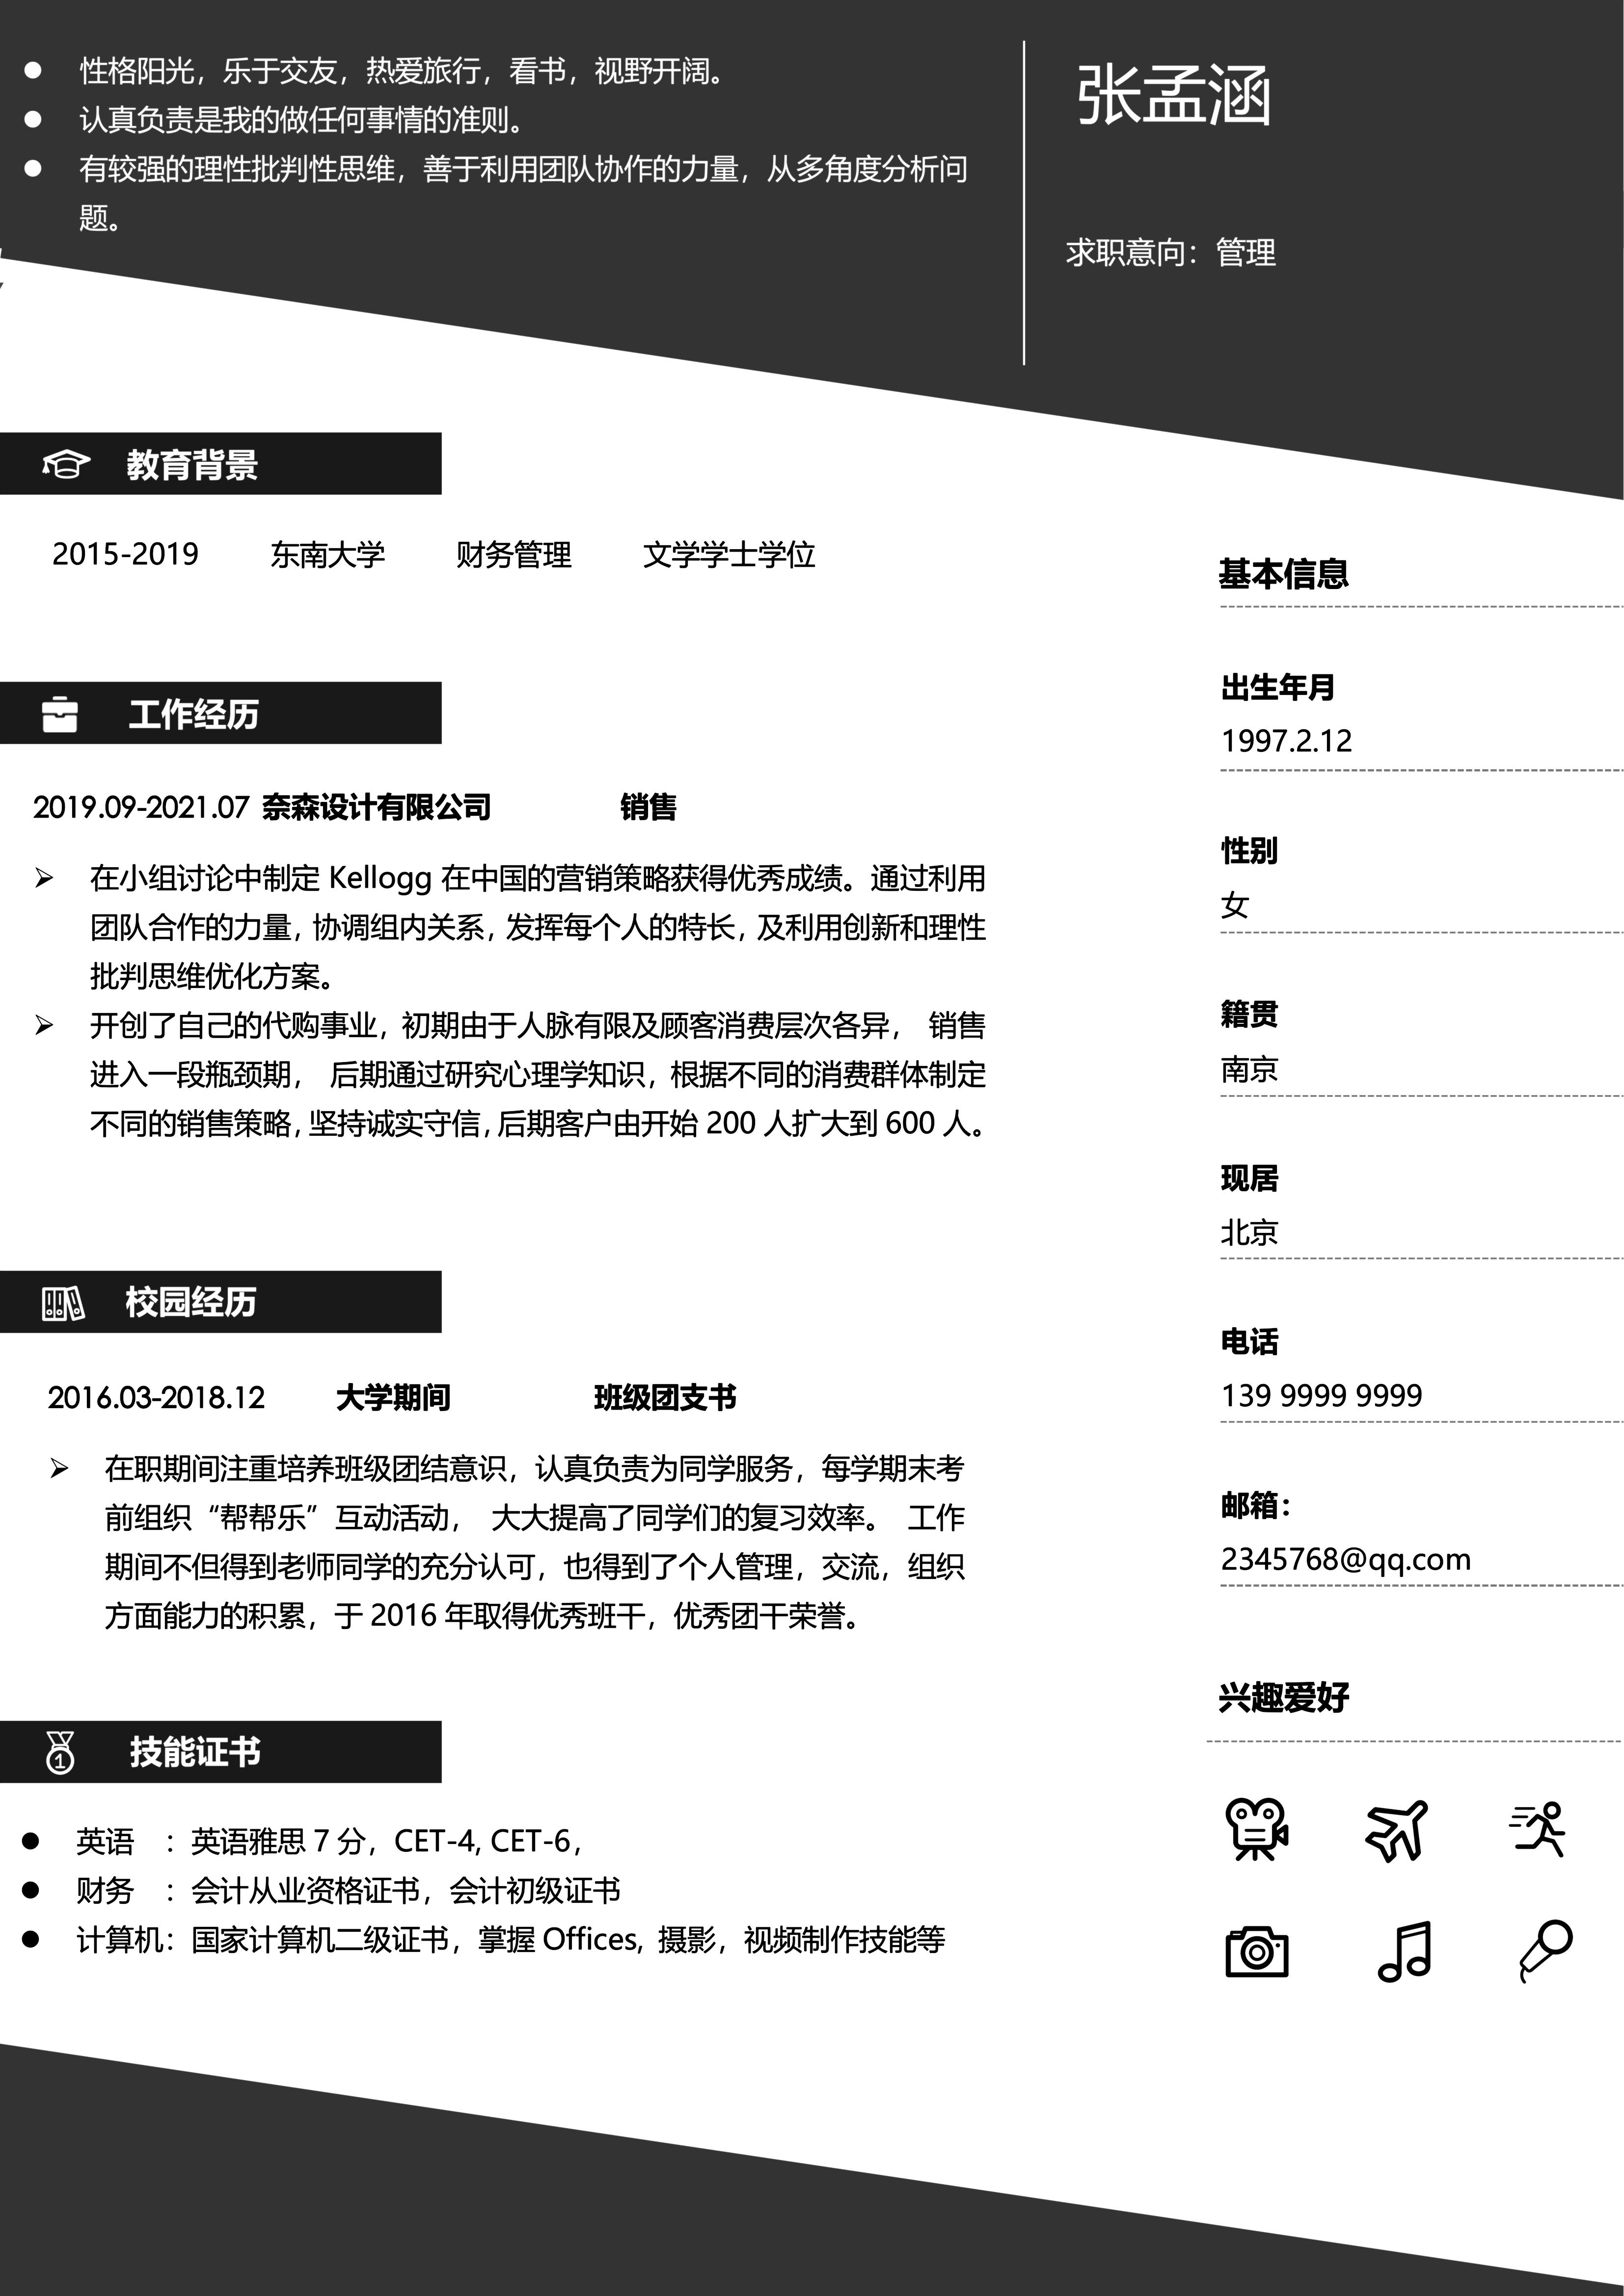 性格阳光，乐于交友，热爱旅行，看书，视野开阔。
认真负责是我的做任何事情的准则。
有较强的理性批判性思维，善于利用团队协作的力量，从多角度分析问
题。
张孟涵
求职意向：管理
教育背景
2015-2019 东南大学 财务管理 文学学士学位
工作经历
2019.09-2021.07 奈森设计有限公司 销售
在小组讨论中制定 Kellogg 在中国的营销策略获得优秀成绩。通过利用
团队合作的力量，协调组内关系，发挥每个人的特长，及利用创新和理性
批判思维优化方案。
开创了自己的代购事业，初期由于人脉有限及顾客消费层次各异， 销售
进入一段瓶颈期， 后期通过研究心理学知识，根据不同的消费群体制定
不同的销售策略，坚持诚实守信，后期客户由开始 200 人扩大到 600 人。
校园经历
2016.03-2018.12 大学期间 班级团支书
在职期间注重培养班级团结意识，认真负责为同学服务，每学期末考
前组织“帮帮乐”互动活动， 大大提高了同学们的复习效率。 工作
期间不但得到老师同学的充分认可，也得到了个人管理，交流，组织
方面能力的积累，于 2016 年取得优秀班干，优秀团干荣誉。
1 技能证书
英语 ：英语雅思 7 分，CET-4, CET-6，
财务 ：会计从业资格证书，会计初级证书
计算机：国家计算机二级证书，掌握 Offices, 摄影，视频制作技能等
基本信息
出生年月
1997.2.12
性别
女
籍贯
南京
现居
北京
电话
139 9999 9999
邮箱：
2345768@qq.com
兴趣爱好